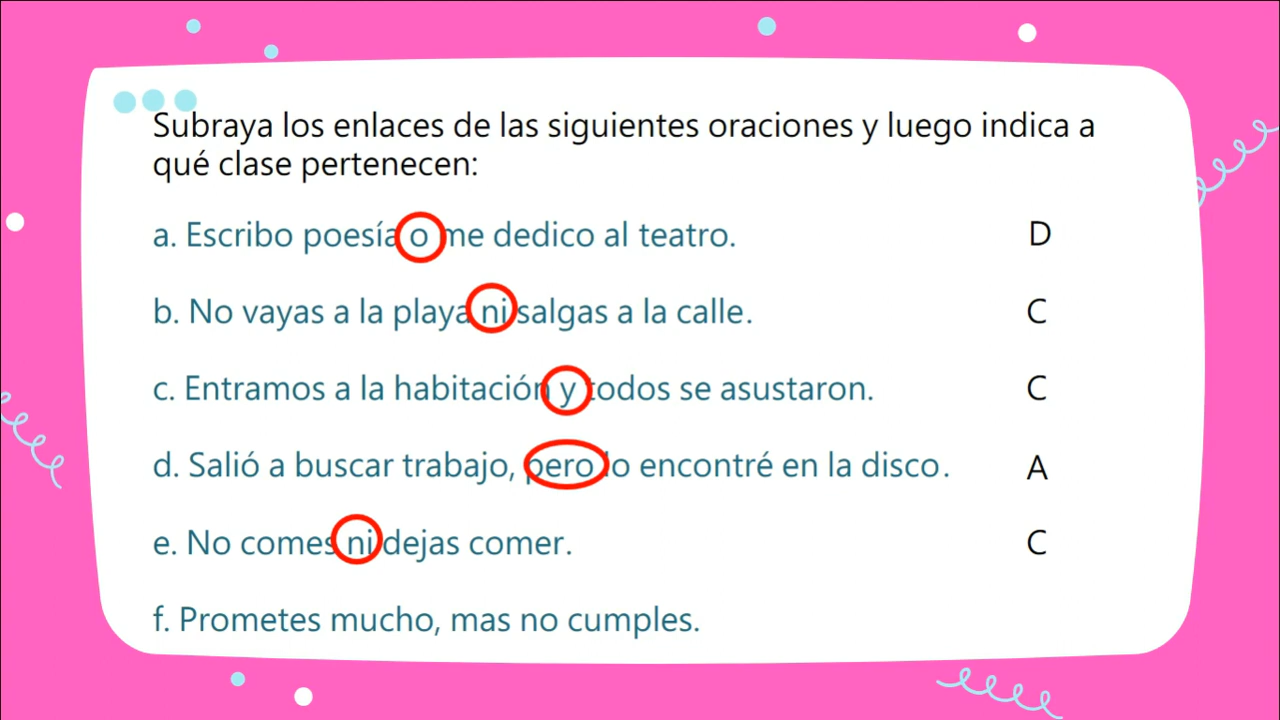 Subraya los enlaces de las siguientes oraciones y luego indica a
qué clase pertenecen:
a. Escribo poesía o me dedico al teatro. D
b. No vayas a la playa ni salgas a la calle. C
c. Entramos a la habitación y todos se asustaron. C
d. Salió a buscar trabajo, pero lo encontré en la disco. A
e. No comes ni dejas comer. C
f. Prometes mucho, mas no cumples.